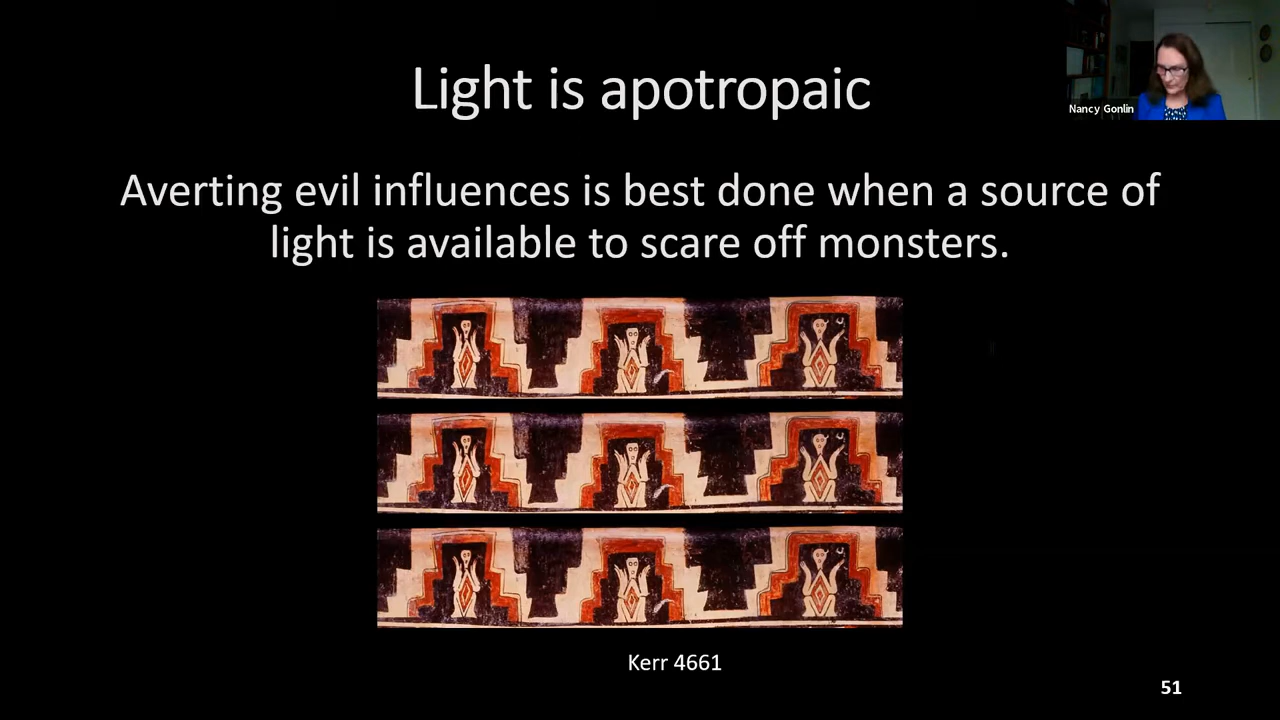 Light is apotropaic
Nancy Gonlin
Averting evil influences is best done when a source of
light is available to scare off monsters.
Kerr 4661
51